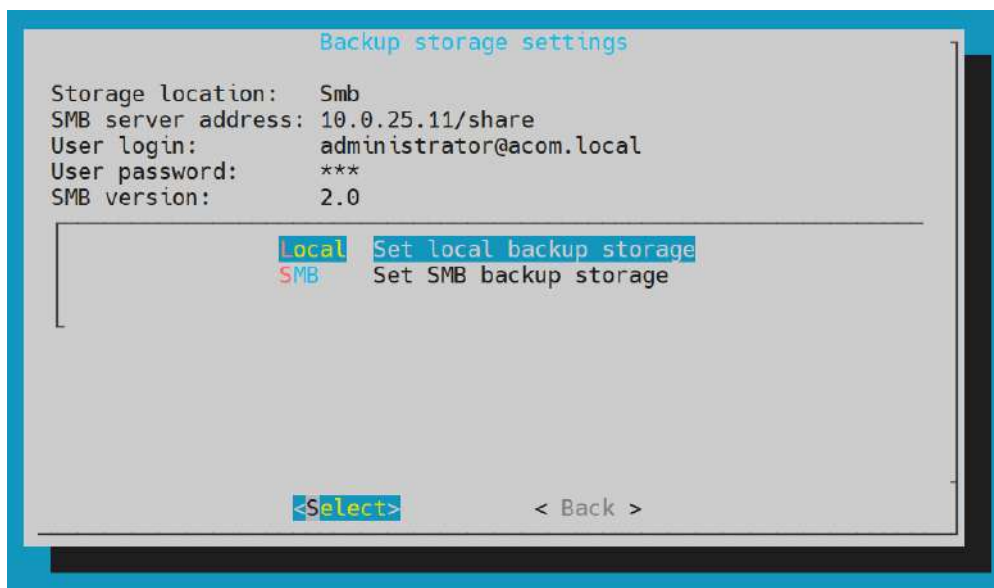 Backup storage settings
Storage location: Smb
SMB server address: 10.0.25.11/share
User login: administrator@acom.local
User password: ***
SMB version: 2.0
Local Set local backup storage
SMB Set SMB backup storage
<Select> < Back >